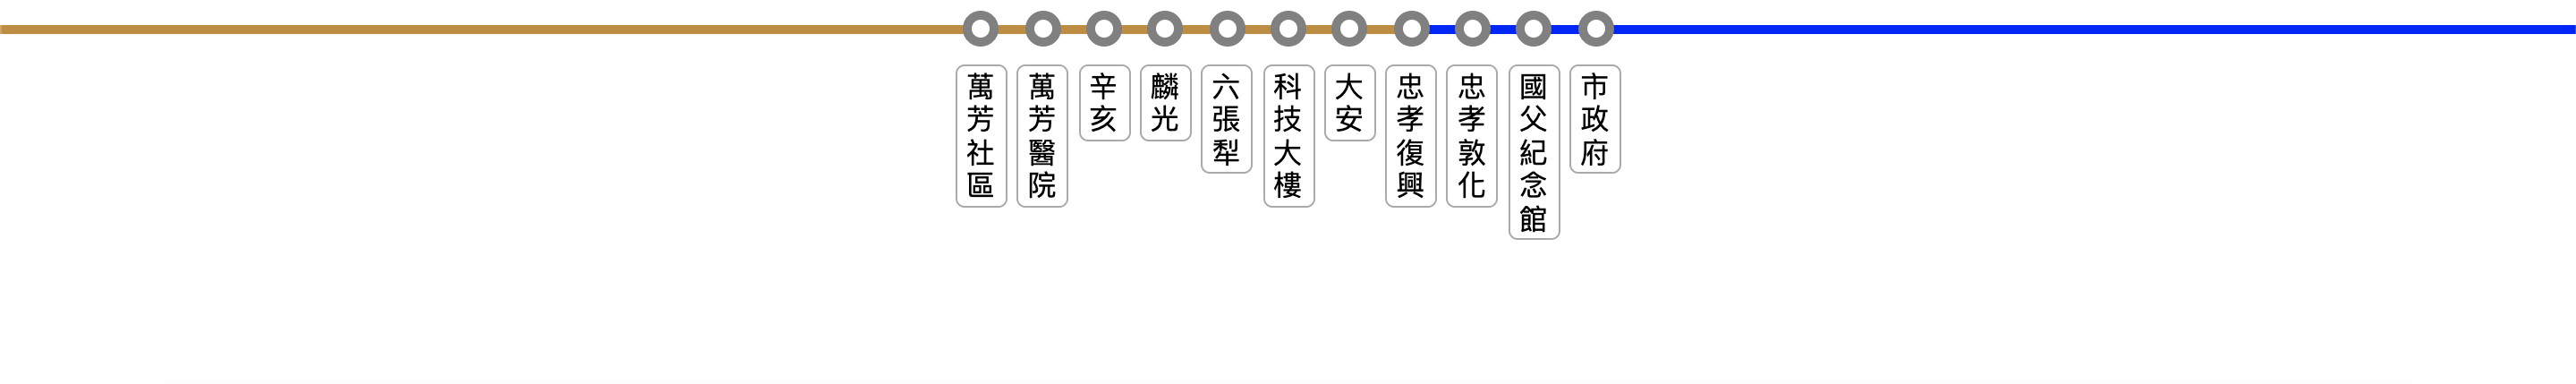 萬芳社區
萬芳醫院
辛亥
麟光
六張犁
科技大樓
大安
忠孝復興
忠孝敦化
國父紀念館
市政府